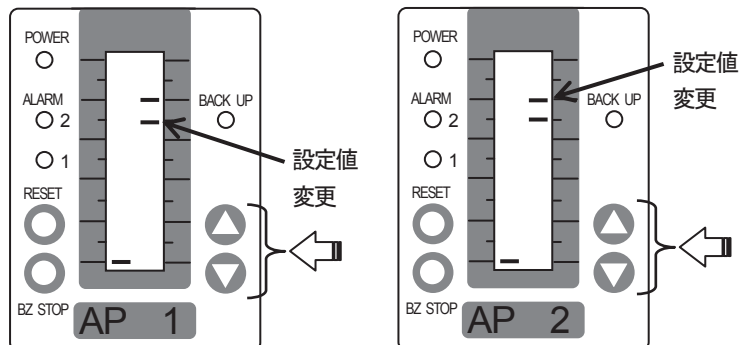 POWER
ALARM
2
BACK UP
1
設定値
変更
RESET
BZ STOP
AP 1
POWER
設定値
変更
ALARM
2
BACK UP
1
RESET
BZ STOP
AP 2